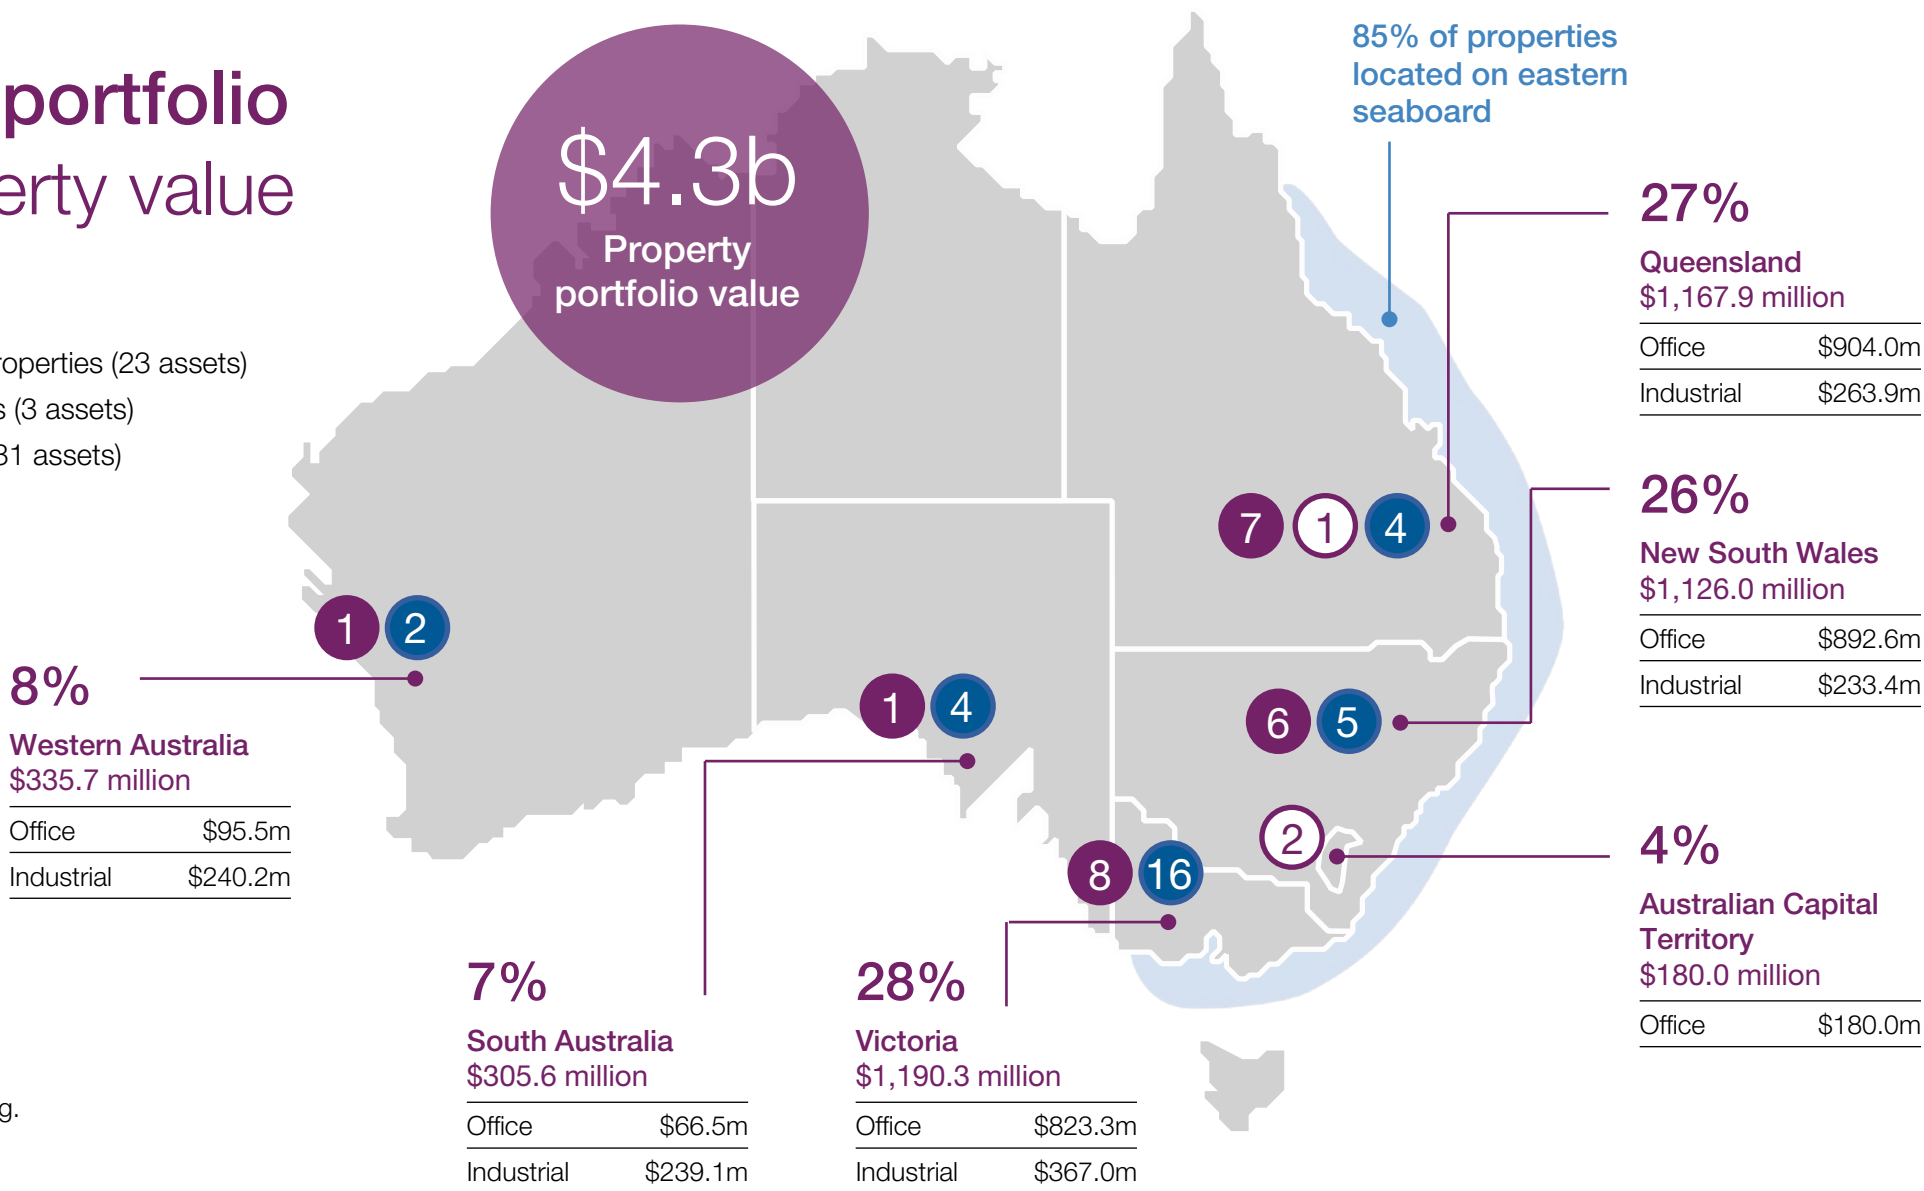 portfolio
erty value
roperties (23 assets)
s (3 assets)
31 assets)
$4.3b
Property
portfolio value
85% of properties
located on eastern
seaboard
27%
Queensland
$1,167.9 million
Office $904.0m
Industrial $263.9m
26%
New South Wales
$1,126.0 million
Office $892.6m
Industrial $233.4m
4%
Australian Capital
Territory
$180.0 million
Office $180.0m
7 1 4
1 2
1 4
6 5
2
8 16
8%
Western Australia
$335.7 million
Office $95.5m
Industrial $240.2m
7%
South Australia
$305.6 million
Office $66.5m
Industrial $239.1m
28%
Victoria
$1,190.3 million
Office $823.3m
Industrial $367.0m
g.